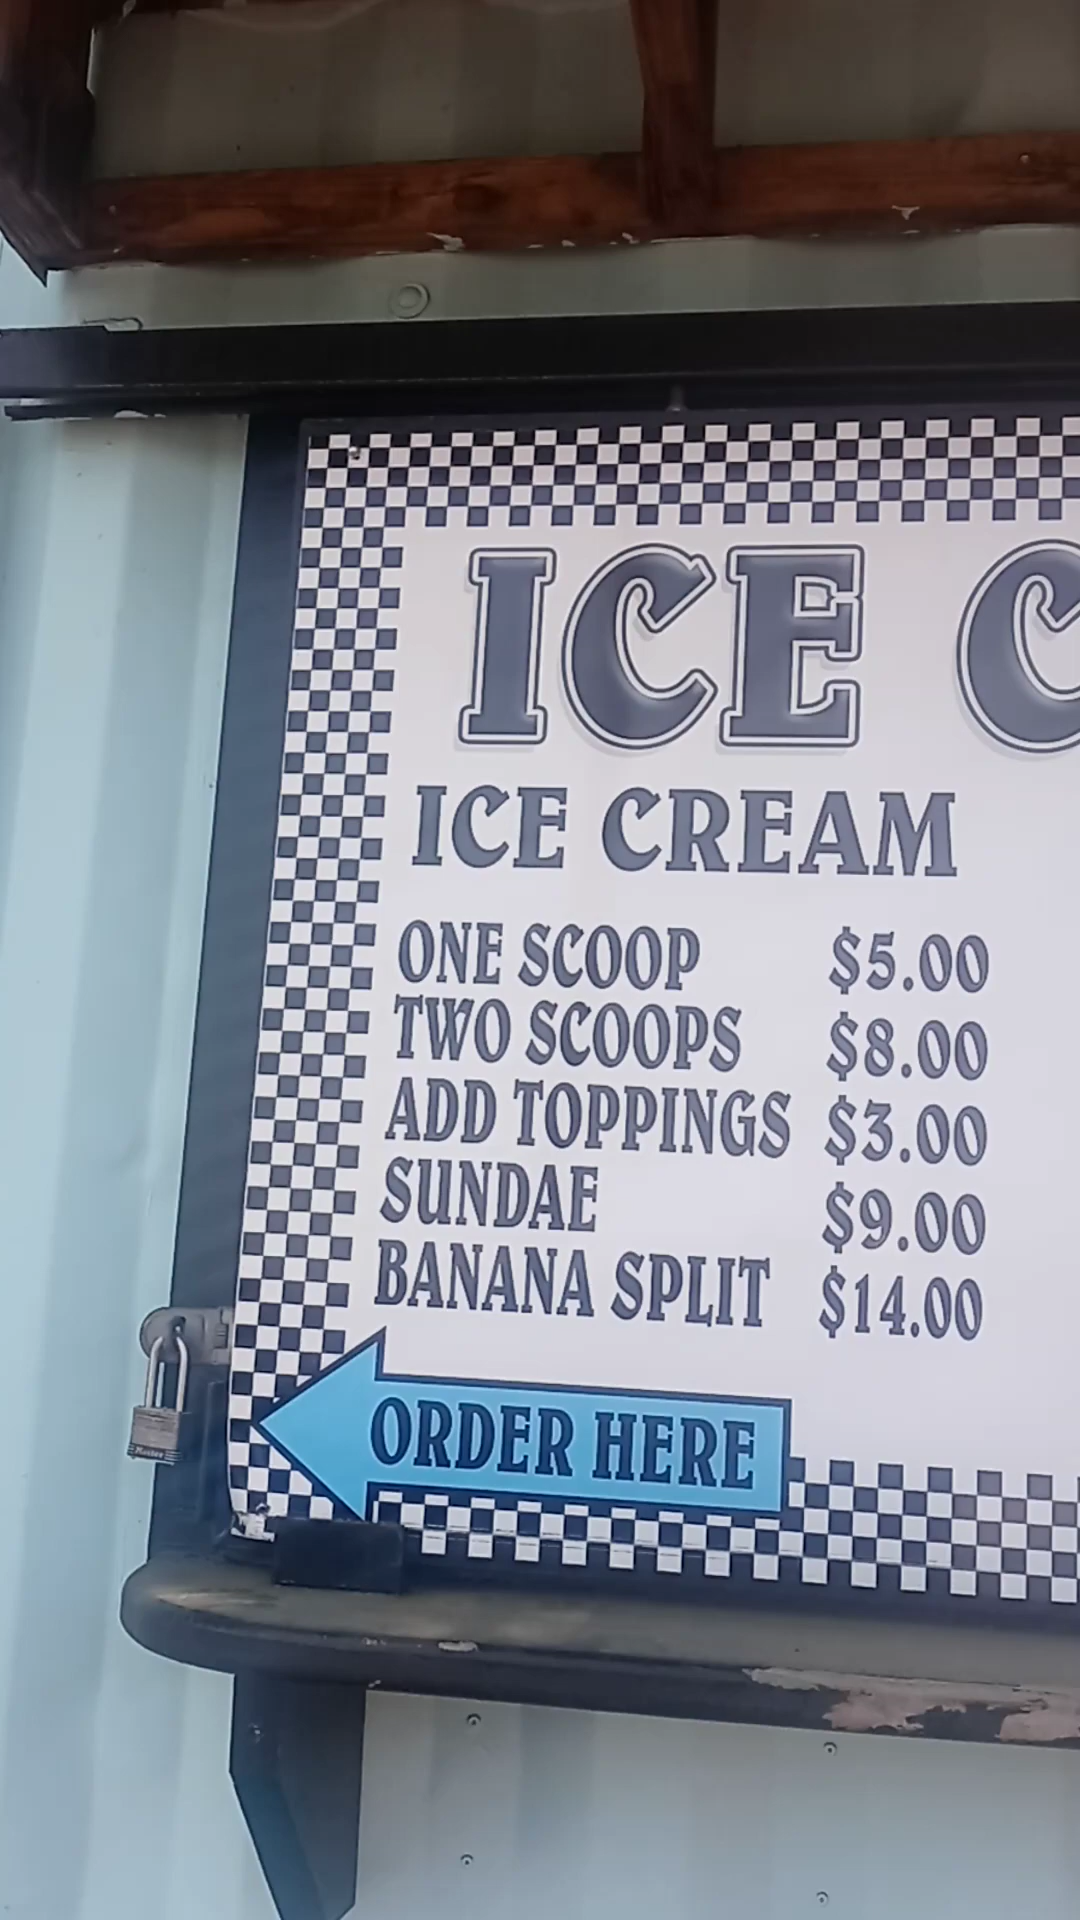 ICE C
ICE CREAM
ONE SCOOP $5.00
TWO SCOOPS $8.00
ADD TOPPINGS $3.00
SUNDAE $9.00
BANANA SPLIT $14.00
ORDER HERE
Master